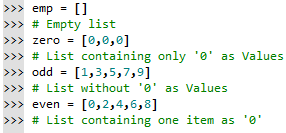 >>> emp = []
>>> # Empty list
>>> zero = [0,0,0]
>>> # List containing only '0' as Values
>>> odd = [1,3,5,7,9]
>>> # List without '0' as Values
>>> even = [0,2,4,6,8]
>>> # List containing one item as '0'